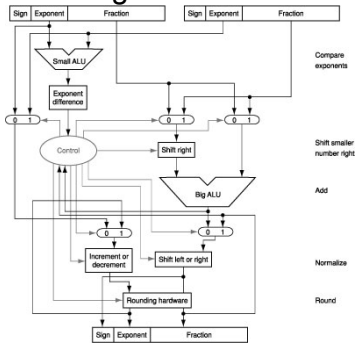 Sign Exponent Fraction Sign Exponent Fraction
Small ALU
Compare
exponents
Exponent
difference
0 1 0 1 0 1
Control
Shift right
Shift smaller
number right
Big ALU
Add
0 1 0 1
Increment or
decrement
Shift left or right
Normalize
Rounding hardware
Round
Sign Exponent Fraction